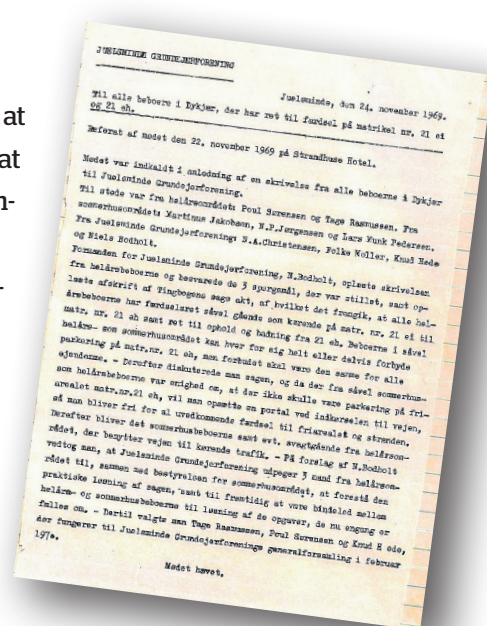 at
at
n-
-
JUELSMINDE GRUNDEJERFORENING
Juelsminde, den 24. november 1969.
Til alle beboere i Dykjær, der har ret til færdsel på matrikel nr. 21 ei
og 21 eh.
Referat af mødet den 22. november 1969 på Strandhuse Hotel.
Mødet var indkaldt i anledning af en skrivelse fra alle beboerne i Dykjær
til Juelsminde Grundejerforening.
Til stede var fra helårsområdet: Poul Sørensen og Tage Rasmussen. Fra
sommerhusområdet: Martinus Jakobsen, N.P.Jørgensen og Lars Munk Pedersen.
Fra Juelsminde Grundejerforening: N.A.Christensen, Folke Møller, Knud Hede
og Niels Bodholt.
Formanden for Juelsminde Grundejerforening, N.Bodholt, oplæste skrivelsen
fra helårsbeboerne og besvarede de 3 spørgsmål, der var stillet, samt op-
læste afskrift af Tingbogens sags akt, af hvilket det fremgik, at alle hel-
årsbeboerne har færdselsret såvel gående som kørende på matr. nr. 21 ei til
matr. nr. 21 eh samt ret til ophold og badning fra 21 eh. Beboerne i såvel
helårs- som sommerhusområdet kan hver for sig helt eller delvis forbyde
parkering på matr.nr. 21 eh, men forbudet skal være den samme for alle
ejendomme. - Derefter diskuterede man sagen, og da der fra såvel sommerhus-
som helårsbeboerne var enighed om, at der ikke skulle være parkering på fri-
arealet matr.nr.21 eh, vil man opsætte en portal ved indkørselen til vejen,
så man bliver fri for al uvedkommende færdsel til friarealet og stranden.
Derefter bliver det sommerhusbeboerne samt evt. svagtgående fra helårsom-
rådet, der benytter vejen til kørende trafik. - På forslag af N.Bodholt
vedtog man, at Juelsminde Grundejerforening udpeger 3 mand fra helårsom-
rådet til, sammen med bestyrelsen for sommerhusområdet, at forestå den
praktiske løsning af sagen, samt til fremtidig at være bindeled mellem
helårs- og sommerhusbeboerne til løsning af de opgaver, de nu engang er
fælles om. - Dertil valgte man Tage Rasmussen, Poul Sørensen og Knud H ede,
der fungerer til Juelsminde Grundejerforenings generalforsamling i februar
1970.
Mødet hævet.